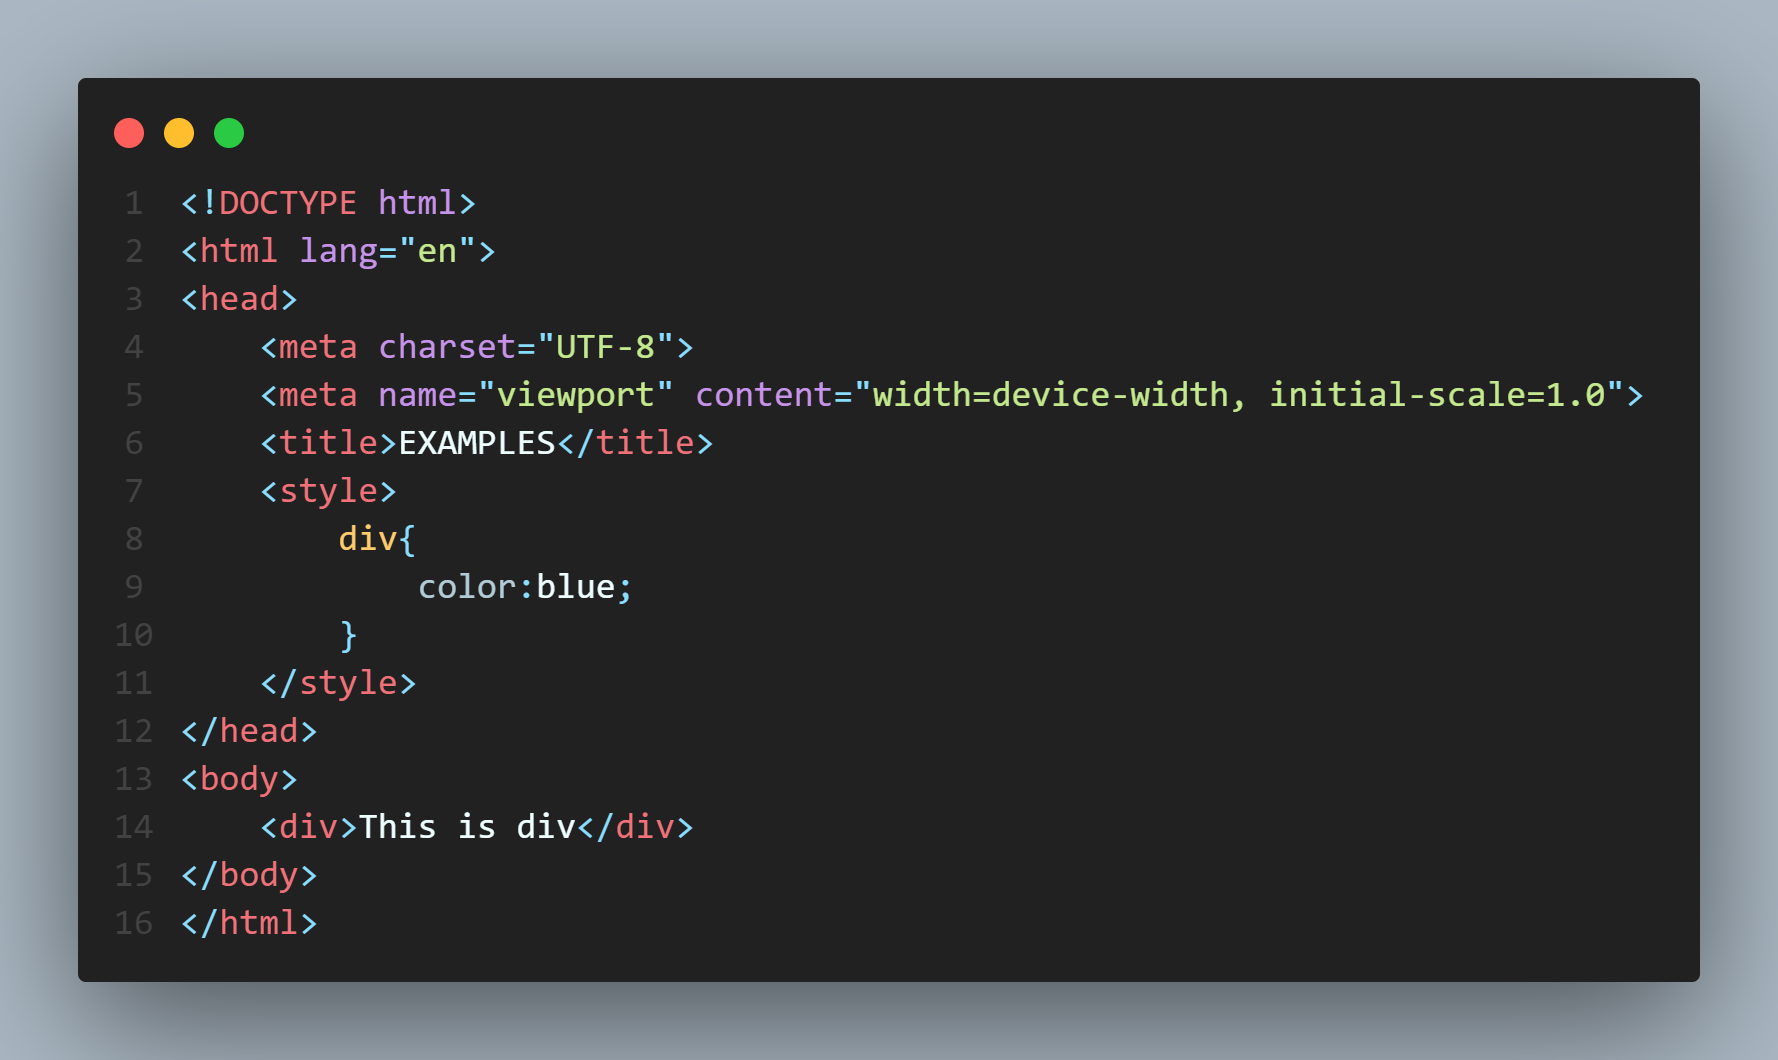 1 <!DOCTYPE html>
2 <html lang="en">
3 <head>
4     <meta charset="UTF-8">
5     <meta name="viewport" content="width=device-width, initial-scale=1.0">
6     <title>EXAMPLES</title>
7     <style>
8         div{
9             color:blue;
10         }
11     </style>
12 </head>
13 <body>
14     <div>This is div</div>
15 </body>
16 </html>